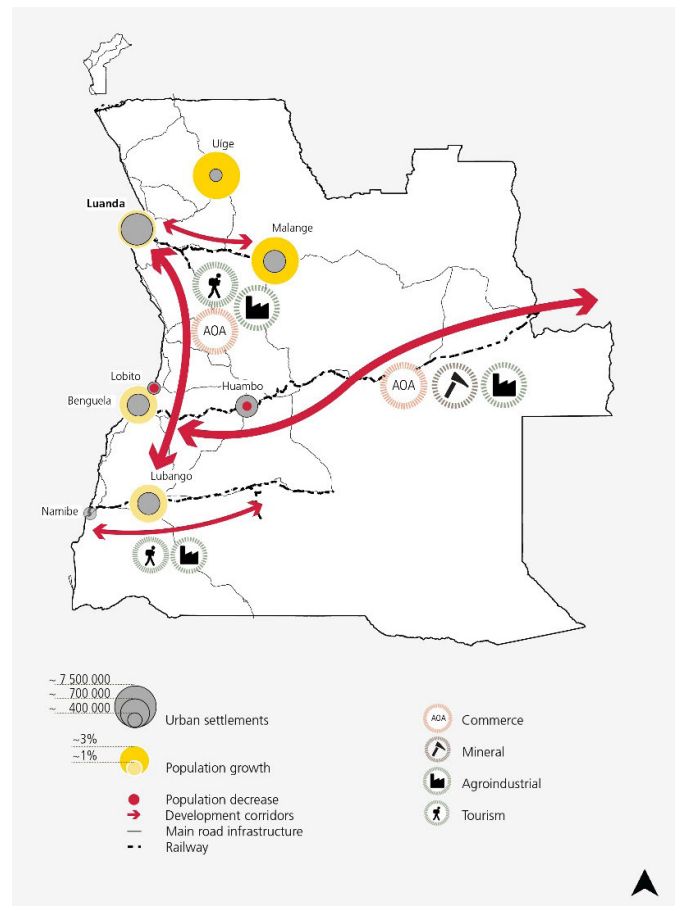 Uíge
Luanda
Malange
AOA
Lobito
Huambo
Benguela
AOA
Lubango
Namibe
~ 7 500 000
~ 700 000
~ 400 000
Urban settlements
~3%
~1%
Population growth
Population decrease
Development corridors
Main road infrastructure
Railway
AOA Commerce
Mineral
Agroindustrial
Tourism